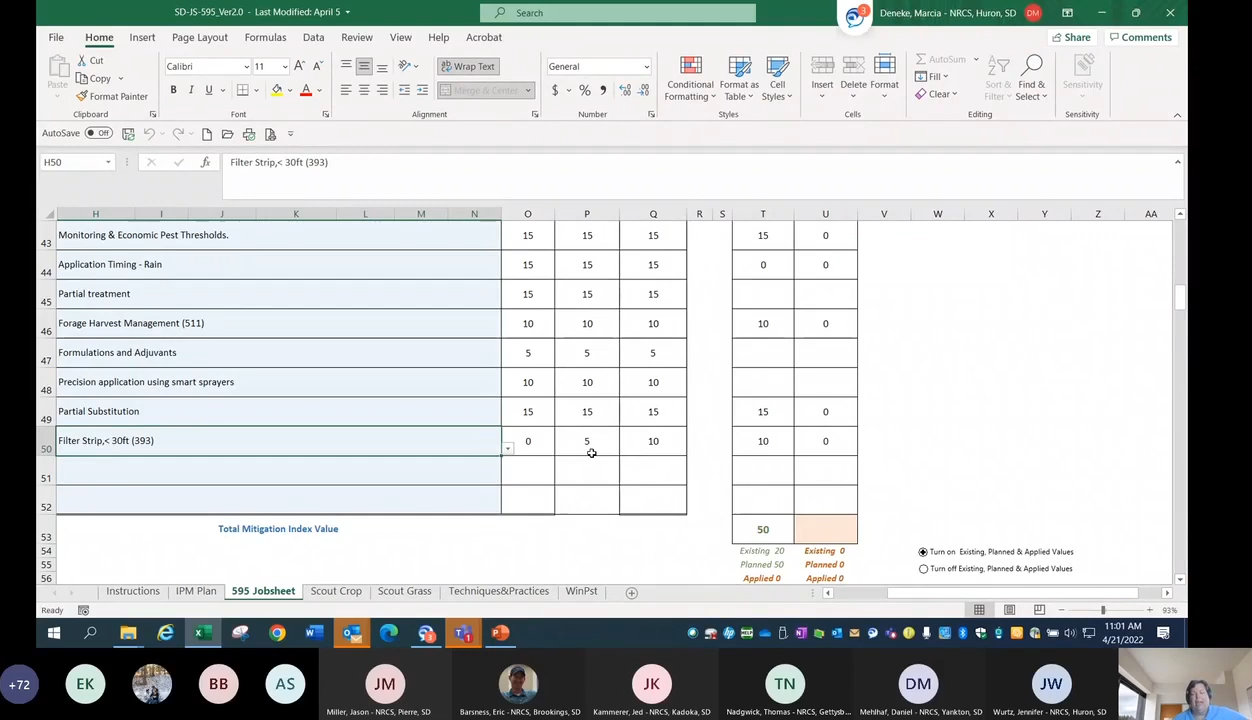 SD-JS-595_Ver2.0 - Last Modified: April 5
Search
3
Deneke, Marcia - NRCS, Huron, SD
DM
File Home Insert Page Layout Formulas Data Review View Help Acrobat
Share
Comments
Paste
Cut
Copy
Format Painter
Clipboard
Calibri
11
B I U
Font
Wrap Text
Merge & Center
Alignment
General
$ % 9
Number
Conditional Formatting
Format as Table
Cell Styles
Styles
Insert Delete Format
Cells
AutoSum
Fill
Clear
Sort & Filter
Find & Select
Editing
Sensitivity
Sensitivity
AutoSave Off
H50
fx
Filter Strip,< 30ft (393)
H I J K L M N O P Q R S T U V W X Y Z AA
43 Monitoring & Economic Pest Thresholds. 15 15 15 15 0
44 Application Timing - Rain 15 15 15 0 0
45 Partial treatment 15 15 15
46 Forage Harvest Management (511) 10 10 10 10 0
47 Formulations and Adjuvants 5 5 5
48 Precision application using smart sprayers 10 10 10
49 Partial Substitution 15 15 15 15 0
50 Filter Strip,< 30ft (393) 0 5 10 10 0
51
52
53 Total Mitigation Index Value 50
54 Existing 20 Existing 0 Turn on Existing, Planned & Applied Values
55 Planned 50 Planned 0 Turn off Existing, Planned & Applied Values
56 Applied 0 Applied 0
Instructions IPM Plan 595 Jobsheet Scout Crop Scout Grass Techniques&Practices WinPst
Ready
93%
11:01 AM
4/21/2022
+72
EK
BB
AS
JM
Miller, Jason - NRCS, Pierre, SD
Barsness, Eric - NRCS, Brookings, SD
JK
Kammerer, Jed - NRCS, Kadoka, SD
TN
Nadgwick, Thomas - NRCS, Gettysb...
DM
Mehlhaf, Daniel - NRCS, Yankton, SD
JW
Wurtz, Jennifer - NRCS, Huron, SD